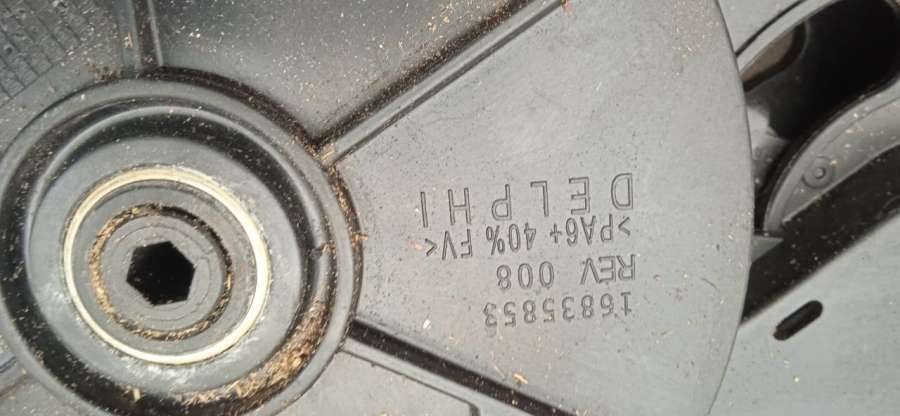 16835853
REV 008
>PA6+ 40% FV<
DELPHI